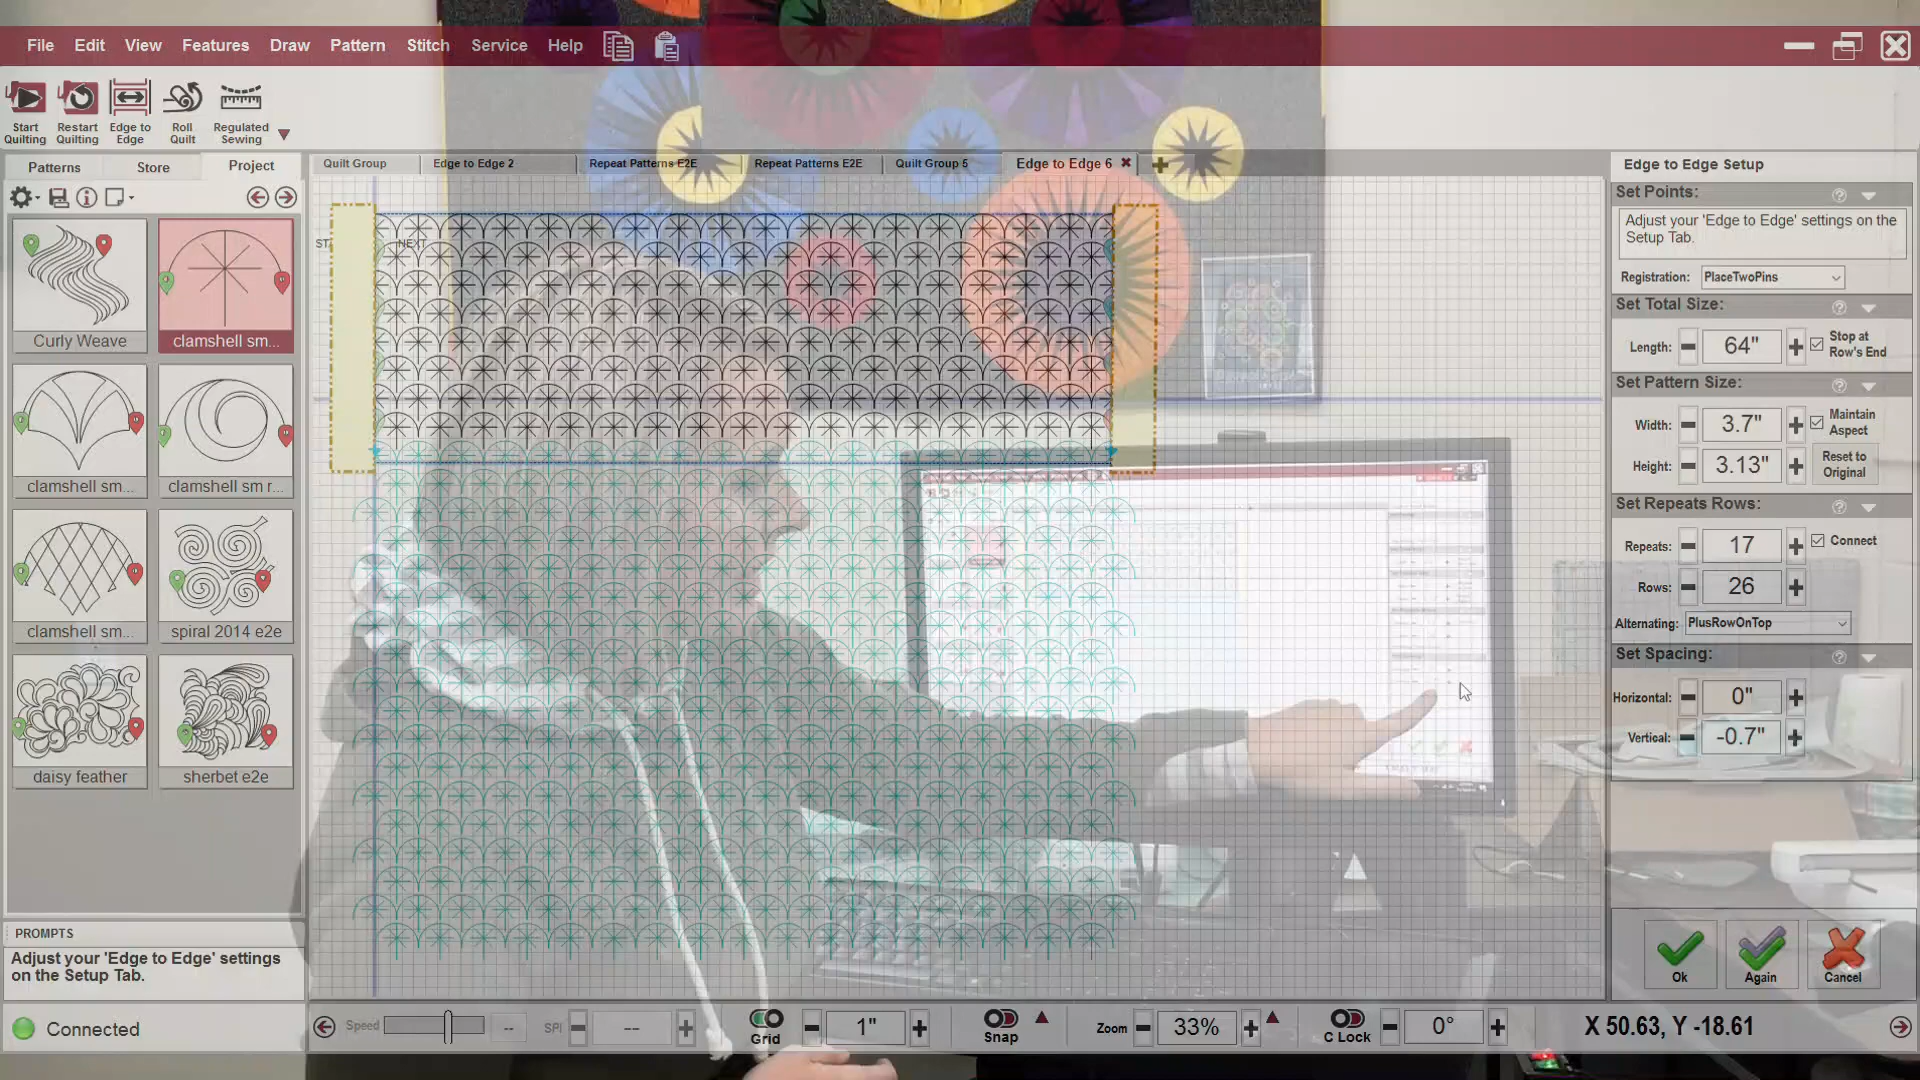 File Edit View Features Draw Pattern Stitch Service Help
Start Quilting
Restart Quilting
Edge to Edge
Roll Quilt
Regulated Sewing
Patterns Store Project
Quilt Group
Edge to Edge 2
Repeat Patterns E2E
Repeat Patterns E2E
Quilt Group 5
Edge to Edge 6
Curly Weave
clamshell sm...
clamshell sm...
clamshell sm r...
clamshell sm...
spiral 2014 e2e
daisy feather
sherbet e2e
ST
NEXT
PROMPTS
Adjust your 'Edge to Edge' settings
on the Setup Tab.
Connected
Edge to Edge Setup
Set Points:
Adjust your 'Edge to Edge' settings on the
Setup Tab.
Registration: PlaceTwoPins
Set Total Size:
Length: 64" Stop at Row's End
Set Pattern Size:
Width: 3.7" Maintain Aspect
Height: 3.13" Reset to Original
Set Repeats Rows:
Repeats: 17 Connect
Rows: 26
Alternating: PlusRowOnTop
Set Spacing:
Horizontal: 0"
Vertical: -0.7"
Ok Again Cancel
Speed -- SPI -- Grid 1" Snap Zoom 33% C Lock 0° X 50.63, Y -18.61